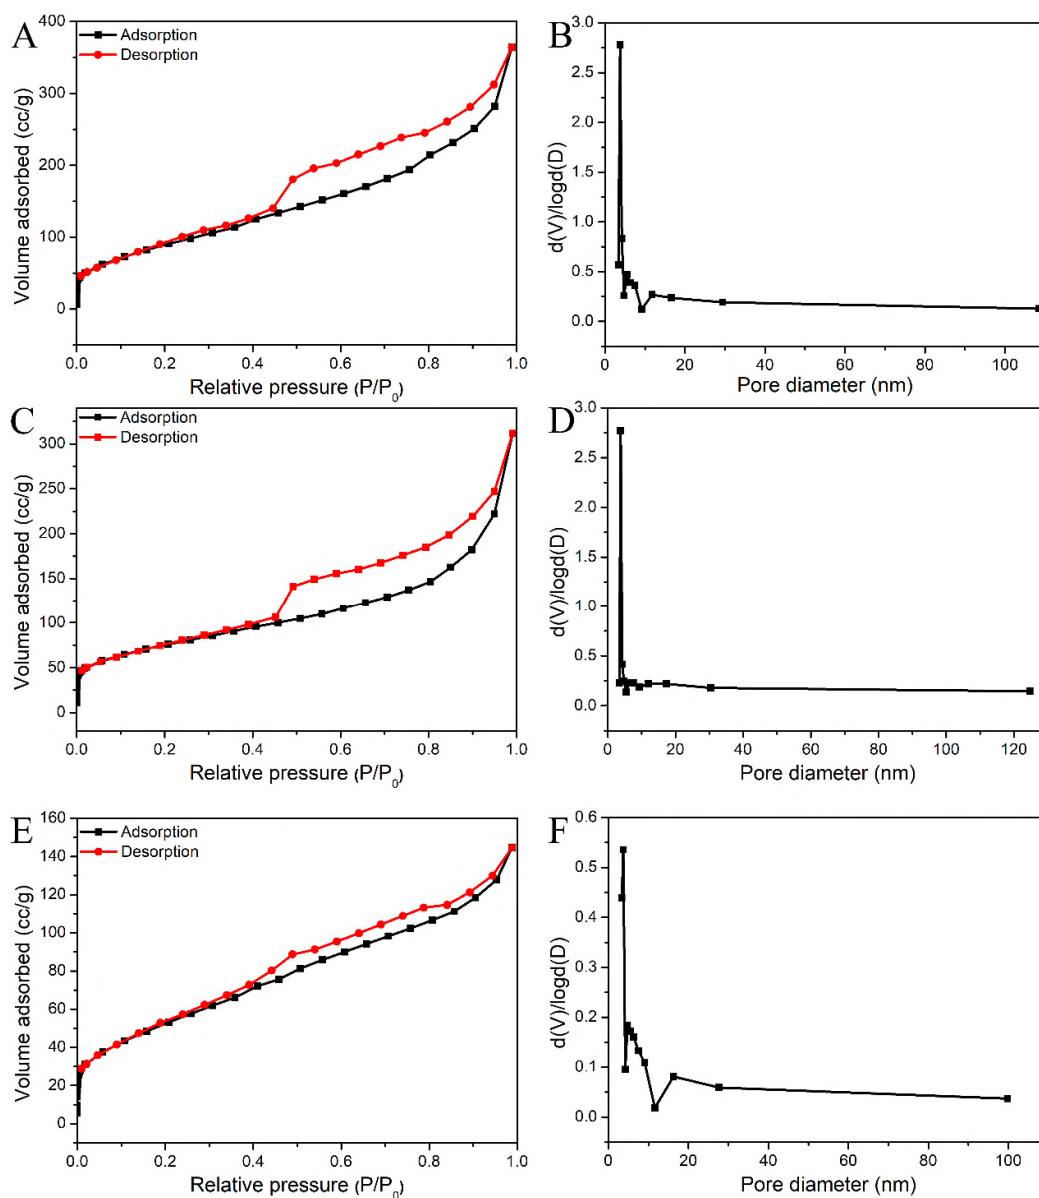 A
Adsorption
Desorption
400
300
200
100
0
0.0 0.2 0.4 0.6 0.8 1.0
Volume adsorbed (cc/g)
Relative pressure (P/P0)
B
3.0
2.5
2.0
1.5
1.0
0.5
0.0
0 20 40 60 80 100
d(V)/logd(D)
Pore diameter (nm)
C
Adsorption
Desorption
300
250
200
150
100
50
0
0.0 0.2 0.4 0.6 0.8 1.0
Volume adsorbed (cc/g)
Relative pressure (P/P0)
D
3.0
2.5
2.0
1.5
1.0
0.5
0.0
0 20 40 60 80 100 120
d(V)/logd(D)
Pore diameter (nm)
E
Adsorption
Desorption
160
140
120
100
80
60
40
20
0
0.0 0.2 0.4 0.6 0.8 1.0
Volume adsorbed (cc/g)
Relative pressure (P/P0)
F
0.6
0.5
0.4
0.3
0.2
0.1
0.0
0 20 40 60 80 100
d(V)/logd(D)
Pore diameter (nm)